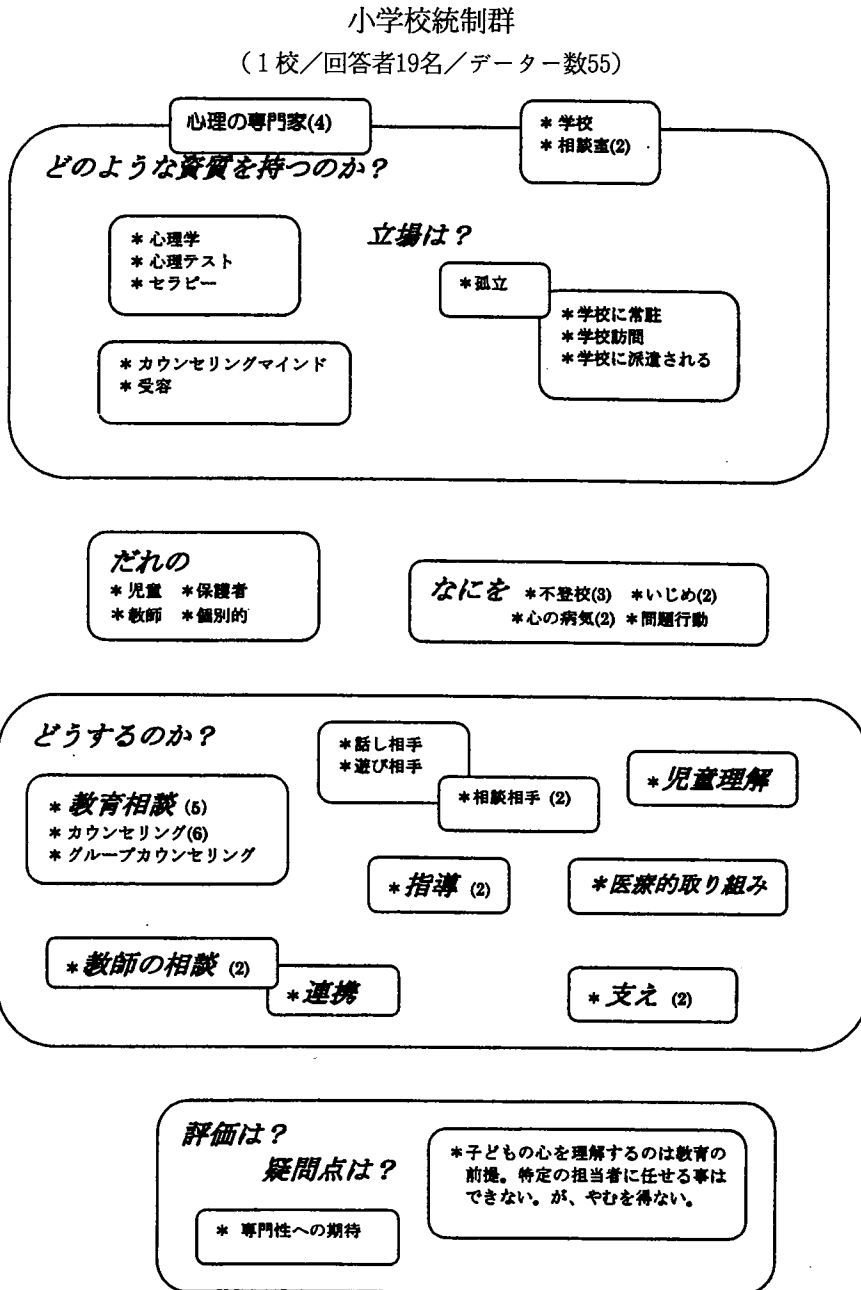 小学校統制群
(1校/回答者19名/データー数55)
心理の専門家(4)
*学校
*相談室(2)
どのような資質を持つのか?
*心理学
*心理テスト
*セラピー
立場は?
*孤立
*学校に常駐
*学校訪問
*学校に派遣される
*カウンセリングマインド
*受容
だれの
*児童 *保護者
*教師 *個別的
なにを *不登校(3) *いじめ(2)
*心の病気(2) *問題行動
どうするのか?
*話し相手
*遊び相手
*相談相手 (2)
*児童理解
*教育相談 (5)
*カウンセリング(6)
*グループカウンセリング
*指導 (2)
*医療的取り組み
*教師の相談 (2)
*連携
*支え (2)
評価は?
疑問点は?
*子どもの心を理解するのは教育の
前提。特定の担当者に任せる事は
できない。が、やむを得ない。
* 専門性への期待